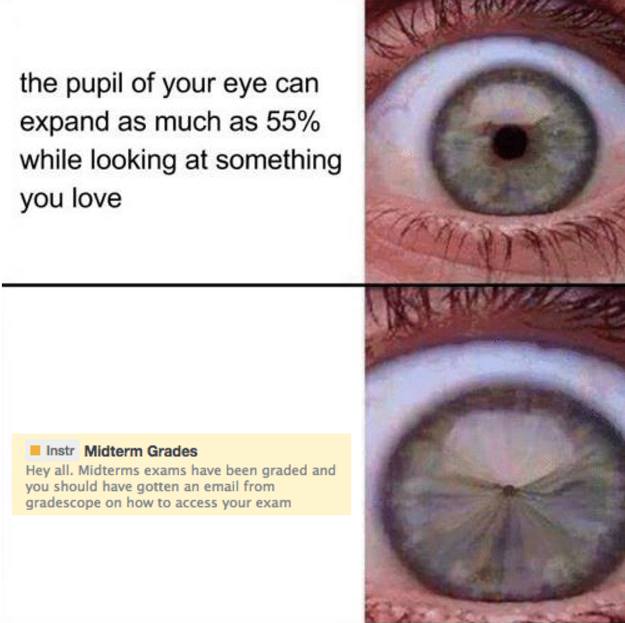 the pupil of your eye can
expand as much as 55%
while looking at something
you love
Instr Midterm Grades
Hey all. Midterms exams have been graded and
you should have gotten an email from
gradescope on how to access your exam